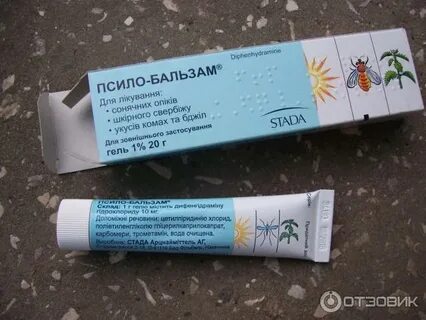 ПСИЛО-БАЛЬЗАМ®
Diphenhydramine
Для лікування:
- сонячних опіків
- шкірного свербіжу
- укусів комах та бджіл
Для зовнішнього застосування
гель 1% 20 г
STADA
ПСИЛО-БАЛЬЗАМ®
Склад: 1 г гелю містить дифенгідраміну
гідрохлориду 10 мг
Допоміжні речовини: цетилпіридинію хлорид,
поліетиленгліколю гліцерилкаприлокапрат,
карбомери, трометамін, вода очищена.
Виробник: СТАДА Арцнайміттель АГ,
ОТЗОВИК